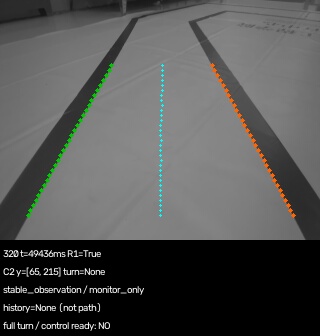 320 t=49436ms R1=True
C2 y=[65, 215] turn=None
stable_observation / monitor_only
history=None (not path)
full turn / control ready: NO